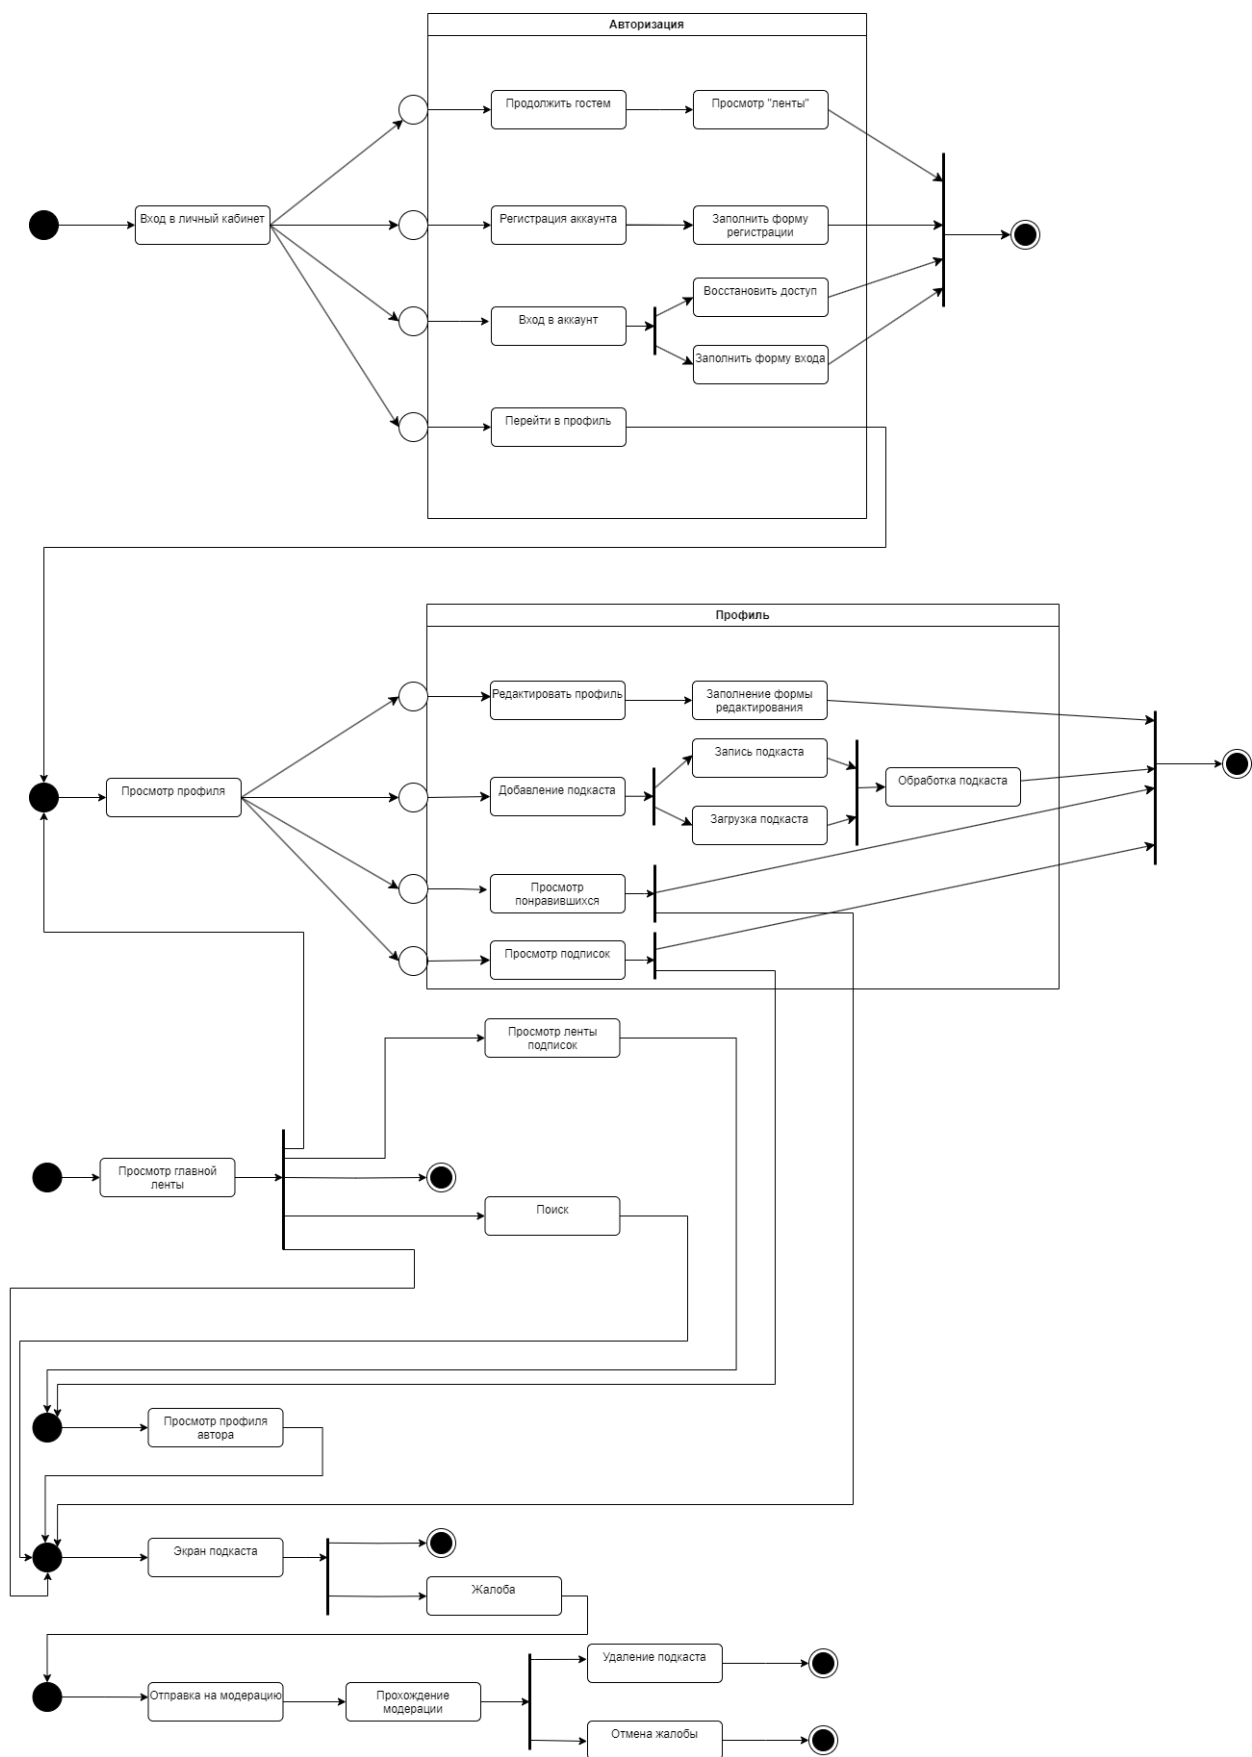 Авторизация
Продолжить гостем
Просмотр "ленты"
Вход в личный кабинет
Регистрация аккаунта
Заполнить форму
регистрации
Восстановить доступ
Вход в аккаунт
Заполнить форму входа
Перейти в профиль
Профиль
Редактировать профиль
Заполнение формы
редактирования
Запись подкаста
Просмотр профиля
Добавление подкаста
Обработка подкаста
Загрузка подкаста
Просмотр
понравившихся
Просмотр подписок
Просмотр ленты
подписок
Просмотр главной
ленты
Поиск
Просмотр профиля
автора
Экран подкаста
Жалоба
Удаление подкаста
Отправка на модерацию
Прохождение
модерации
Отмена жалобы